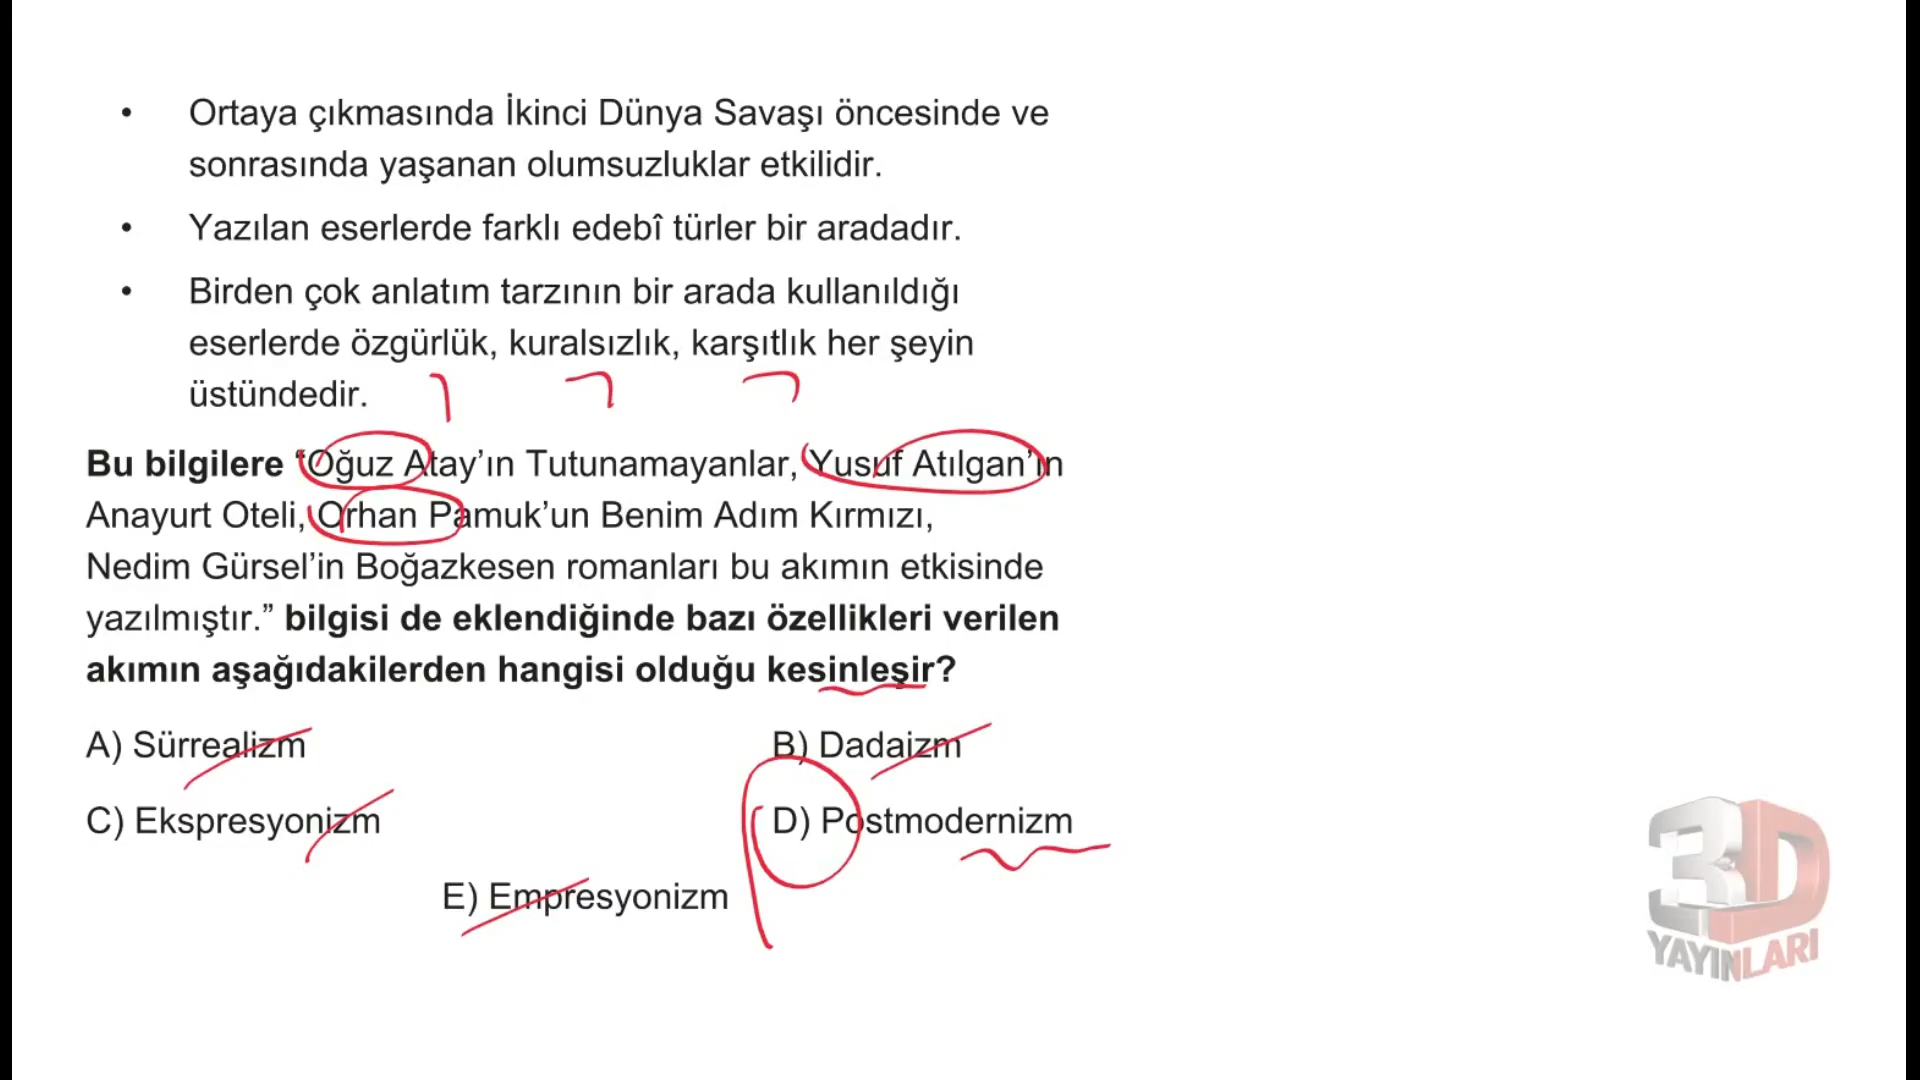 • Ortaya çıkmasında İkinci Dünya Savaşı öncesinde ve
sonrasında yaşanan olumsuzluklar etkilidir.
• Yazılan eserlerde farklı edebî türler bir aradadır.
• Birden çok anlatım tarzının bir arada kullanıldığı
eserlerde özgürlük, kuralsızlık, karşıtlık her şeyin
üstündedir.
Bu bilgilere “Oğuz Atay’ın Tutunamayanlar, Yusuf Atılgan’ın
Anayurt Oteli, Orhan Pamuk’un Benim Adım Kırmızı,
Nedim Gürsel’in Boğazkesen romanları bu akımın etkisinde
yazılmıştır.” bilgisi de eklendiğinde bazı özellikleri verilen
akımın aşağıdakilerden hangisi olduğu kesinleşir?
A) Sürrealizm B) Dadaizm
C) Ekspresyonizm D) Postmodernizm
E) Empresyonizm
3D
YAYINLARI